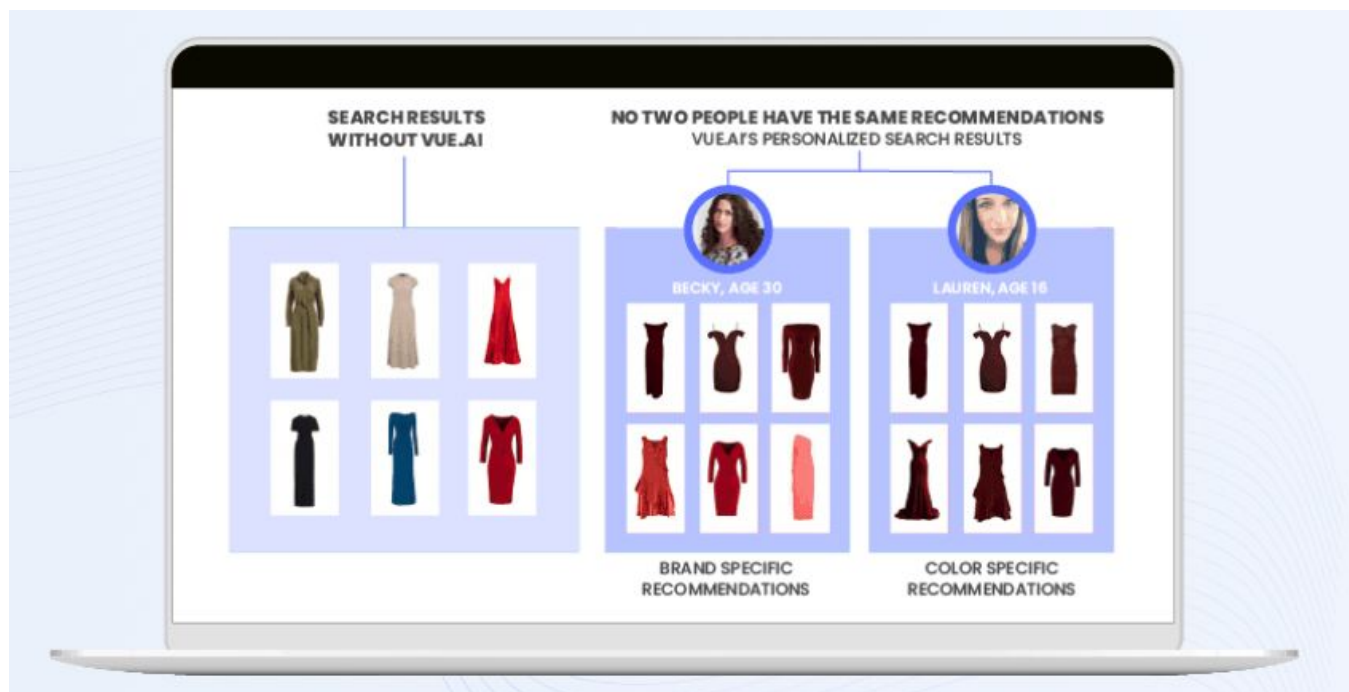 SEARCH RESULTS
WITHOUT VUE.AI
NO TWO PEOPLE HAVE THE SAME RECOMMENDATIONS
VUE.AI'S PERSONALIZED SEARCH RESULTS
BECKY, AGE 30
LAUREN, AGE 16
BRAND SPECIFIC
RECOMMENDATIONS
COLOR SPECIFIC
RECOMMENDATIONS